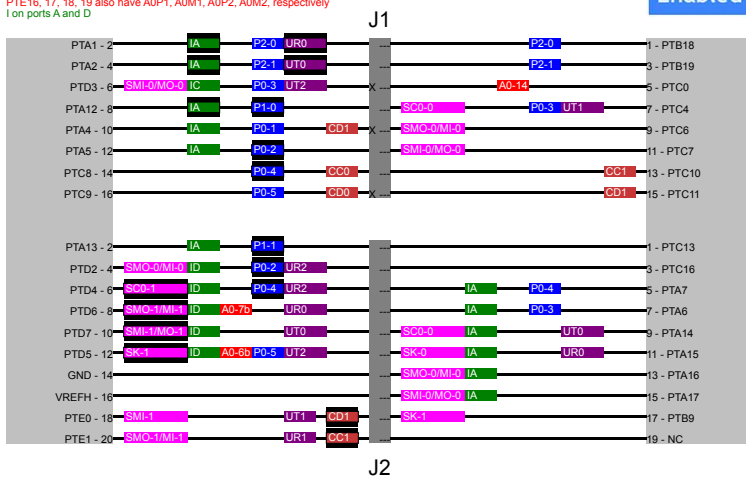 PTE16, 17, 18, 19 also have A0P1, A0M1, A0P2, A0M2, respectively
I on ports A and D
Enabled
J1
PTA1 - 2 IA P2-0 UR0 --- P2-0 1 - PTB18
PTA2 - 4 IA P2-1 UT0 --- P2-1 3 - PTB19
PTD3 - 6 SMI-0/MO-0 IC P0-3 UT2 X --- A0-14 5 - PTC0
PTA12 - 8 IA P1-0 --- SC0-0 P0-3 UT1 7 - PTC4
PTA4 - 10 IA P0-1 CD1 X --- SMO-0/MI-0 9 - PTC6
PTA5 - 12 IA P0-2 --- SMI-0/MO-0 11 - PTC7
PTC8 - 14 P0-4 CC0 --- CC1 13 - PTC10
PTC9 - 16 P0-5 CD0 X --- CD1 15 - PTC11
PTA13 - 2 IA P1-1 --- 1 - PTC13
PTD2 - 4 SMO-0/MI-0 ID P0-2 UR2 --- 3 - PTC16
PTD4 - 6 SC0-1 ID P0-4 UR2 --- IA P0-4 5 - PTA7
PTD6 - 8 SMO-1/MI-1 ID A0-7b UR0 --- IA P0-3 7 - PTA6
PTD7 - 10 SMI-1/MO-1 ID UT0 --- SC0-0 IA UT0 9 - PTA14
PTD5 - 12 SK-1 ID A0-6b P0-5 UT2 --- SK-0 IA UR0 11 - PTA15
GND - 14 --- SMO-0/MI-0 IA 13 - PTA16
VREFH - 16 --- SMI-0/MO-0 IA 15 - PTA17
PTE0 - 18 SMI-1 UT1 CD1 --- SK-1 17 - PTB9
PTE1 - 20 SMO-1/MI-1 UR1 CC1 --- 19 - NC
J2